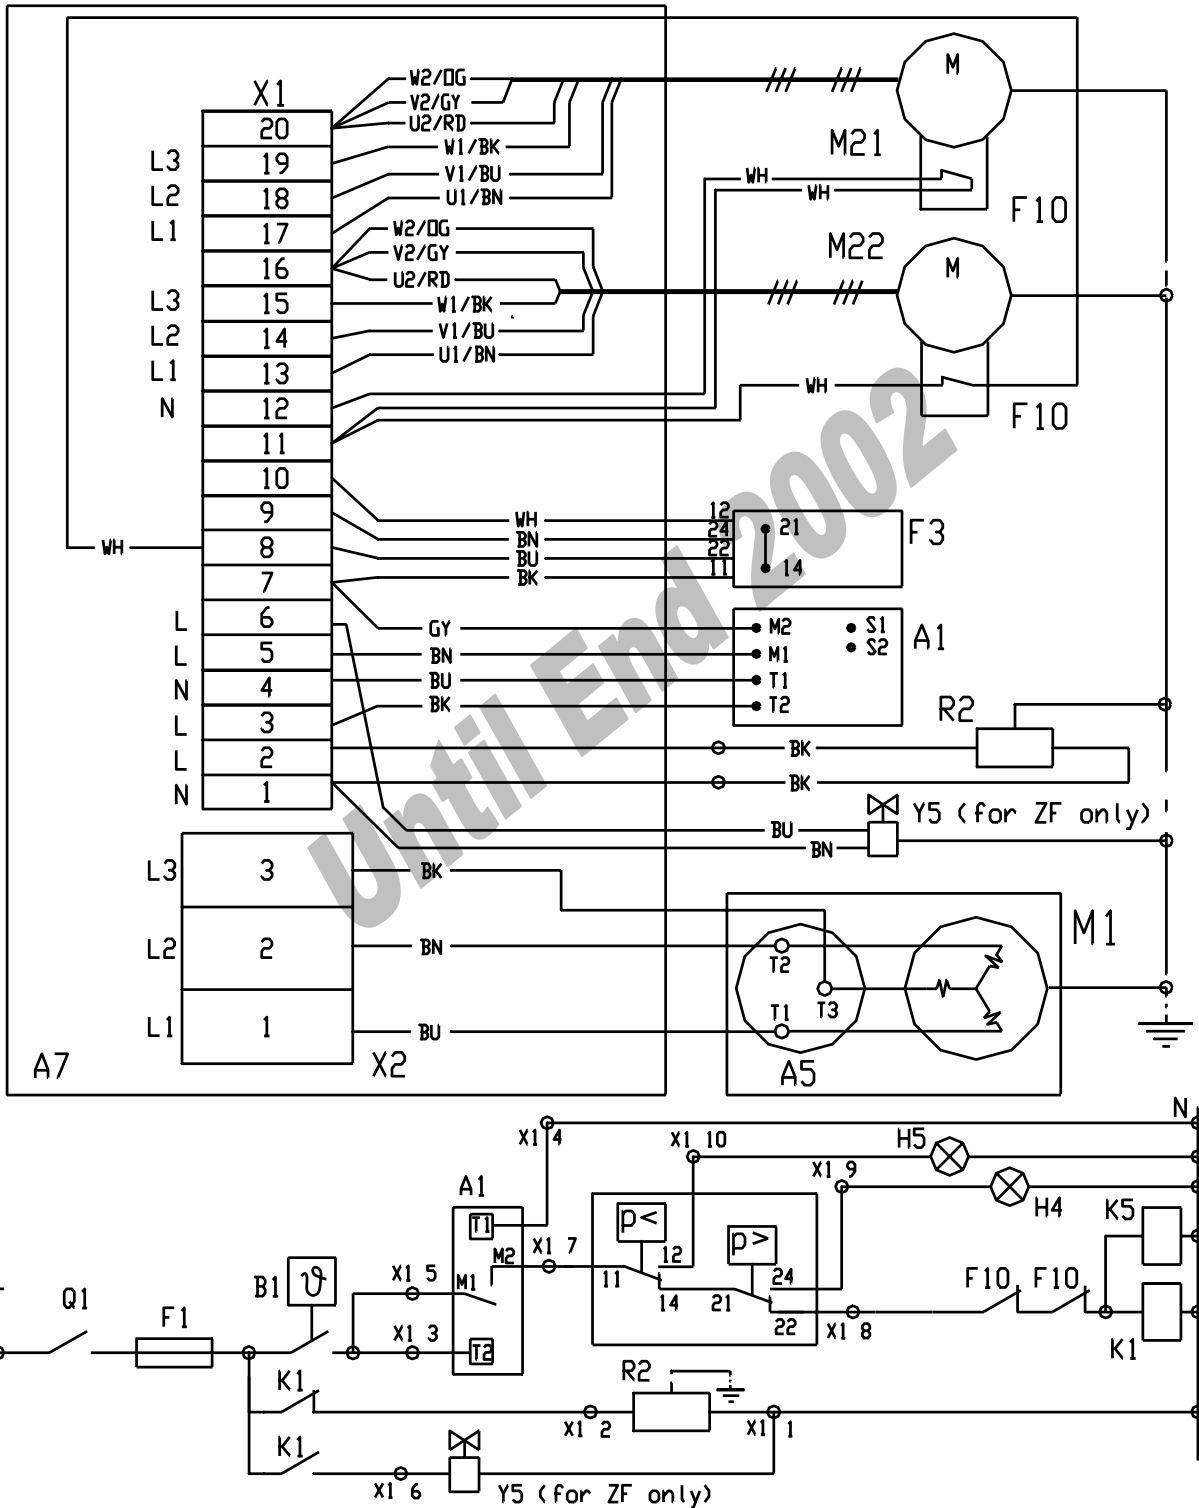 X1
W2/OG
V2/GY
U2/RD
W1/BK
V1/BU
U1/BN
W2/OG
V2/GY
U2/RD
W1/BK
V1/BU
U1/BN
20
L3 19
L2 18
L1 17
16
L3 15
L2 14
L1 13
N 12
11
10
9
8
7
L 6
L 5
N 4
L 3
L 2
N 1
WH
M
M21
WH
WH
F10
M22
M
WH
F10
WH
BN
BU
BK
12
24
22
11
21
14
F3
GY
BN
BU
BK
M2
M1
T1
T2
S1
S2
A1
R2
BK
BK
Y5 (for ZF only)
BU
BN
Until End 2002
L3 3 BK
L2 2 BN
L1 1 BU
A7
X2
M1
T2
T3
T1
A5
N
X1 4
X1 10
H5
X1 9
H4
K5
A1
T1
M2
X1 7
p<
12
11
14
p>
24
21
22
X1 8
F10 F10
K1
Q1
F1
B1
ϑ
X1 5
M1
X1 3
T2
K1
X1 2
R2
X1 1
K1
X1 6
Y5 (for ZF only)